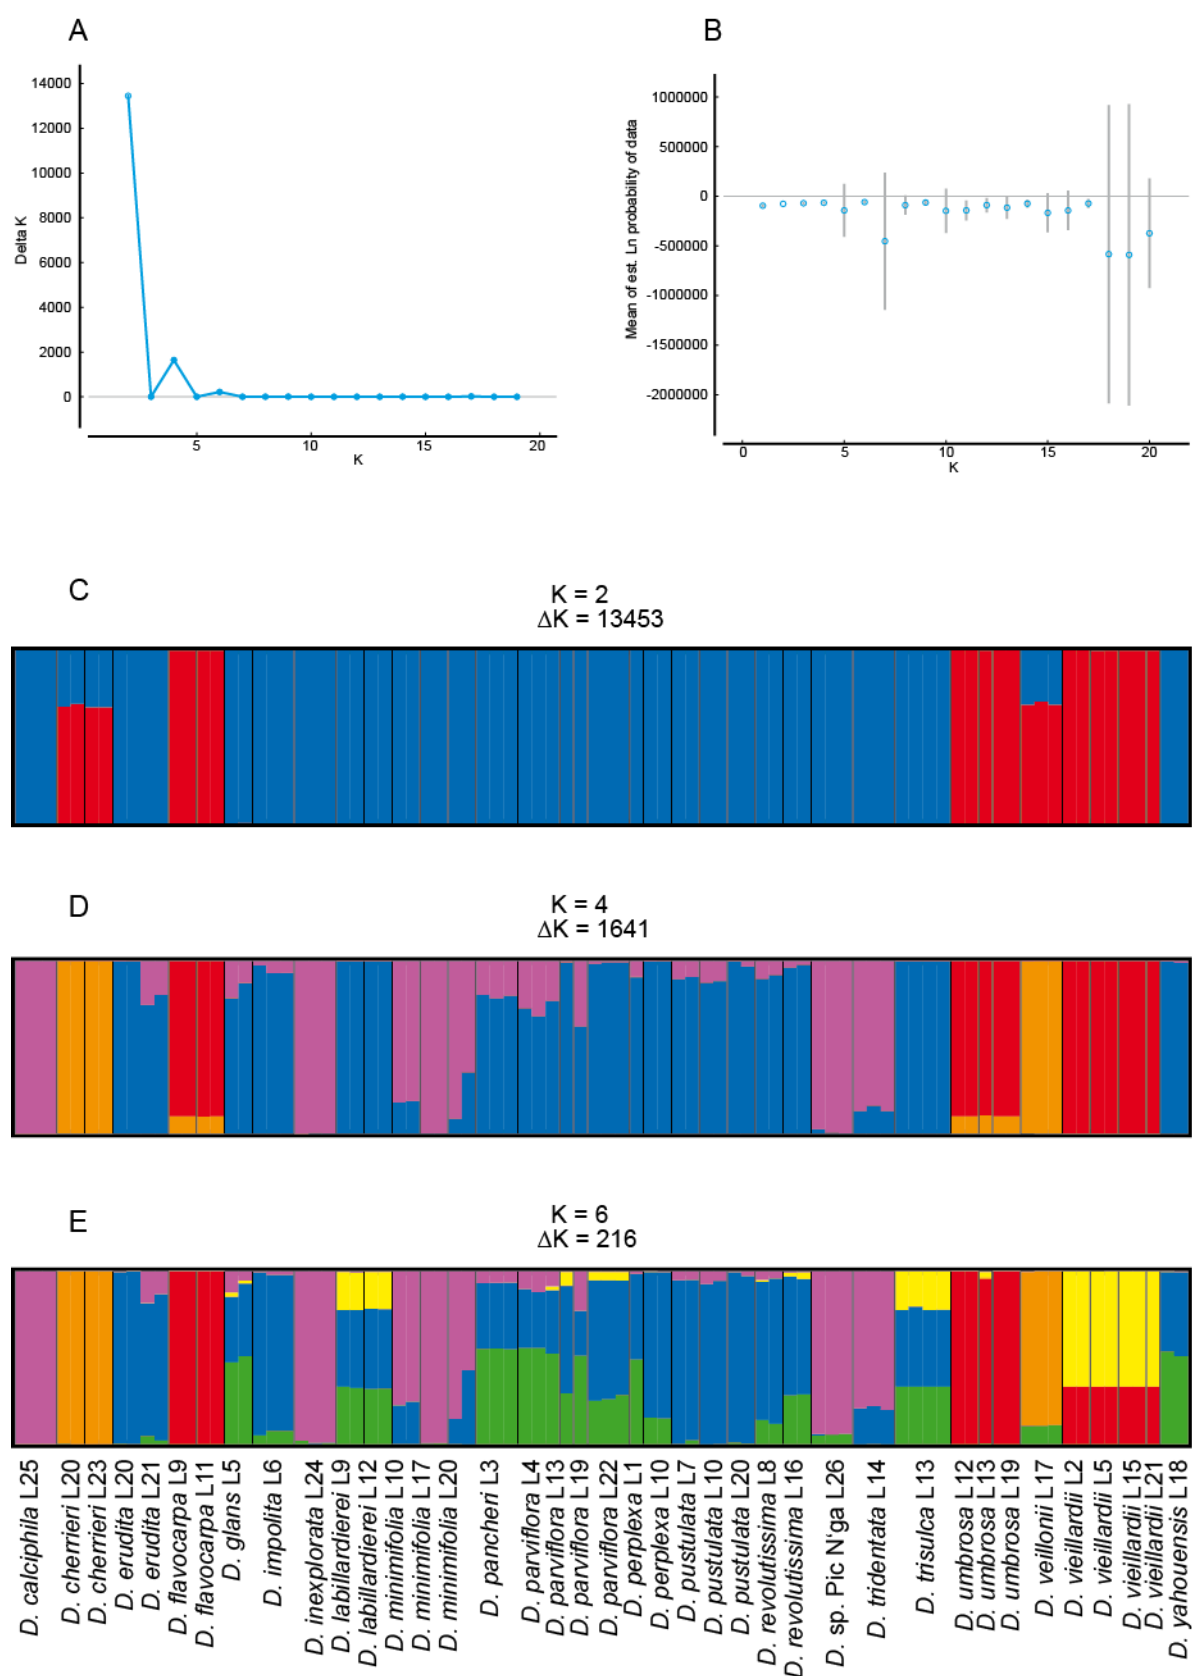 A
B
14000
12000
10000
8000
6000
4000
2000
0
Delta K
5
10
15
20
K
1000000
500000
0
-500000
-1000000
-1500000
-2000000
Mean of est. Ln probability of data
0
5
10
15
20
K
C
K = 2
ΔK = 13453
D
K = 4
ΔK = 1641
E
K = 6
ΔK = 216
D. calciphila L25
D. cherrieri L20
D. cherrieri L23
D. erudita L20
D. erudita L21
D. flavocarpa L9
D. flavocarpa L11
D. glans L5
D. impolita L6
D. inexplorata L24
D. labillardierei L9
D. labillardierei L12
D. minimifolia L10
D. minimifolia L17
D. minimifolia L20
D. pancheri L3
D. parviflora L4
D. parviflora L13
D. parviflora L19
D. parviflora L22
D. perplexa L1
D. perplexa L10
D. pustulata L7
D. pustulata L10
D. pustulata L20
D. revolutissima L8
D. revolutissima L16
D. sp. Pic N'ga L26
D. tridentata L14
D. trisulca L13
D. umbrosa L12
D. umbrosa L13
D. umbrosa L19
D. veillonii L17
D. vieillardii L2
D. vieillardii L5
D. vieillardii L15
D. vieillardii L21
D. yahouensis L18